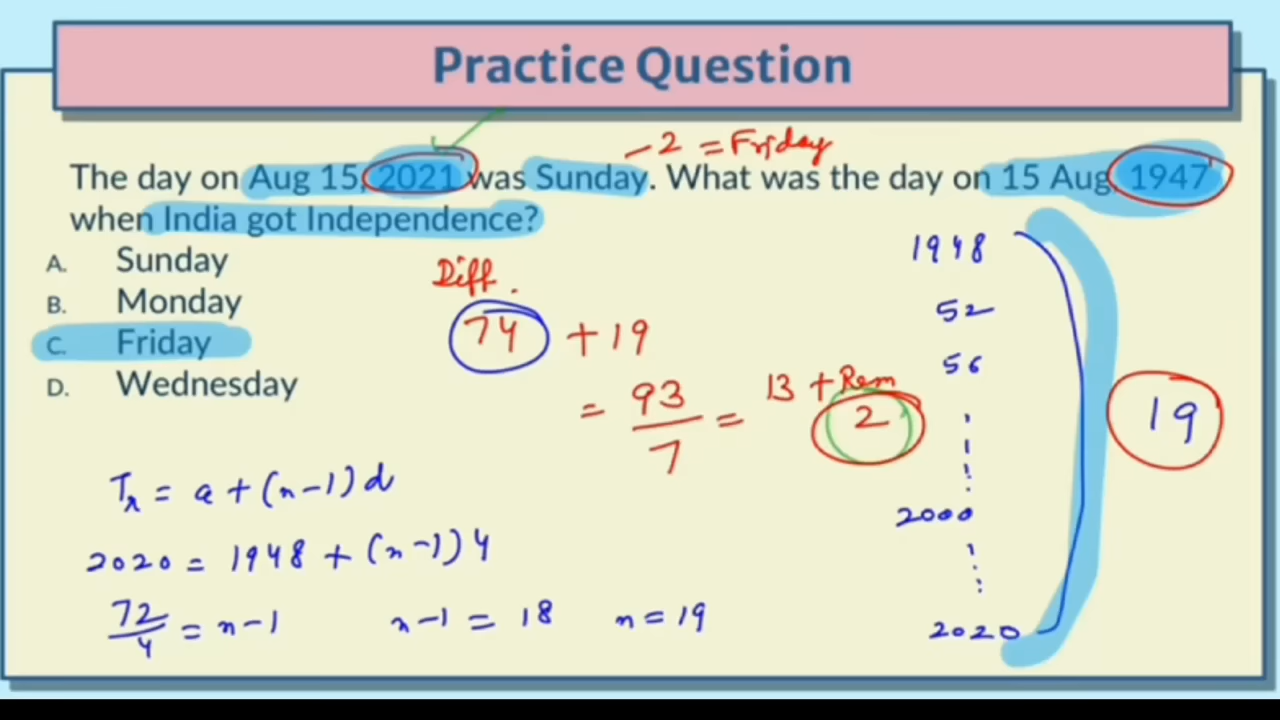 Practice Question
- 2 = Friday
The day on Aug 15, 2021 was Sunday. What was the day on 15 Aug, 1947
when India got Independence?
A. Sunday
B. Monday
C. Friday
D. Wednesday
Diff.
74 + 19
= 93/7 = 13 + Rem 2
1948
52
56
2000
2020
19
Tn = a + (n-1) d
2020 = 1948 + (n-1) 4
72/4 = n-1 n-1 = 18 n = 19